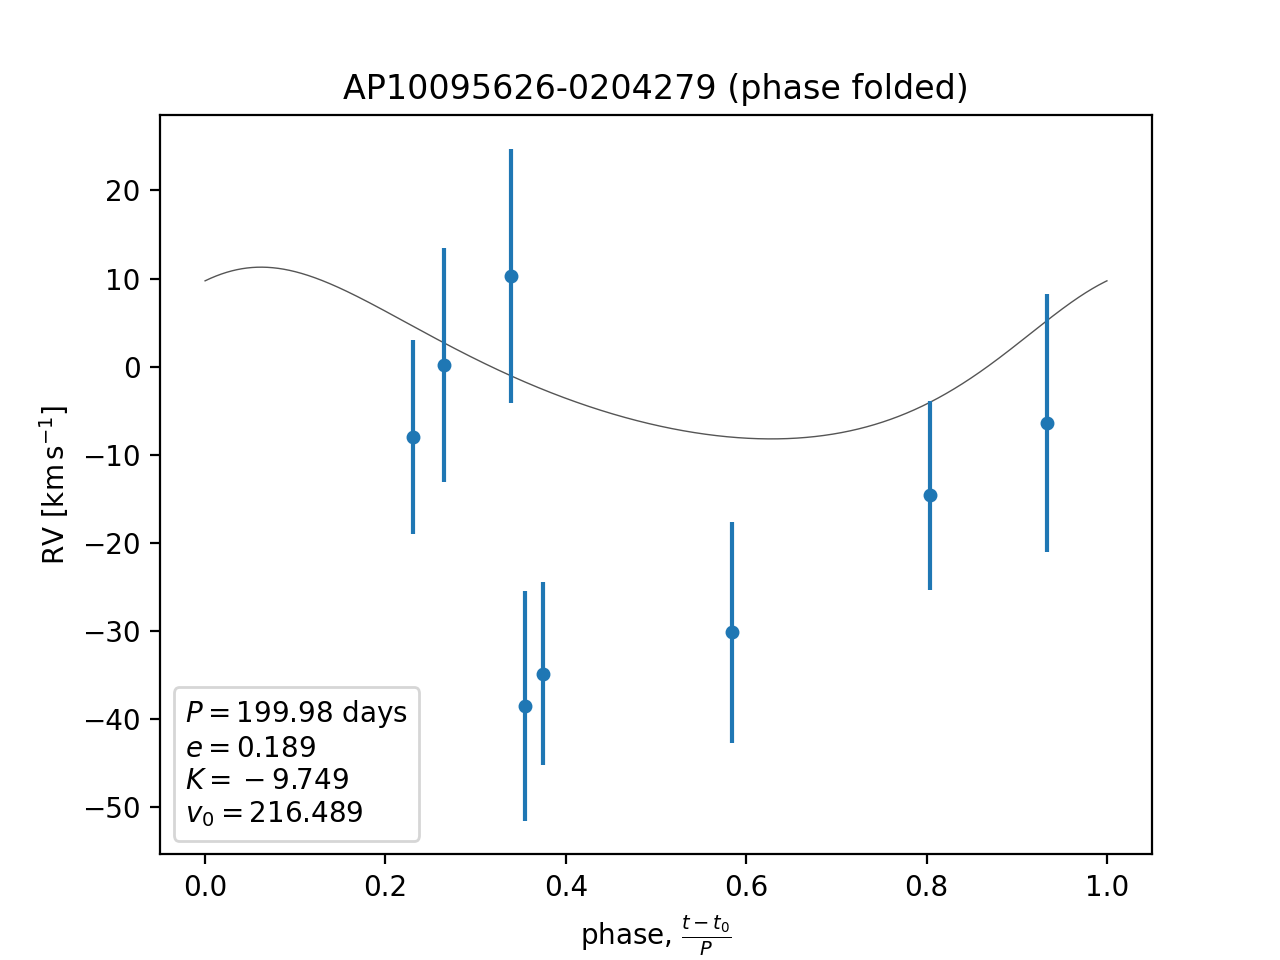 AP10095626-0204279 (phase folded)
20
10
0
−10
−20
−30
−40
−50
RV [km s⁻¹]
P = 199.98 days
e = 0.189
K = −9.749
v₀ = 216.489
0.0 0.2 0.4 0.6 0.8 1.0
phase, (t − t₀)/P